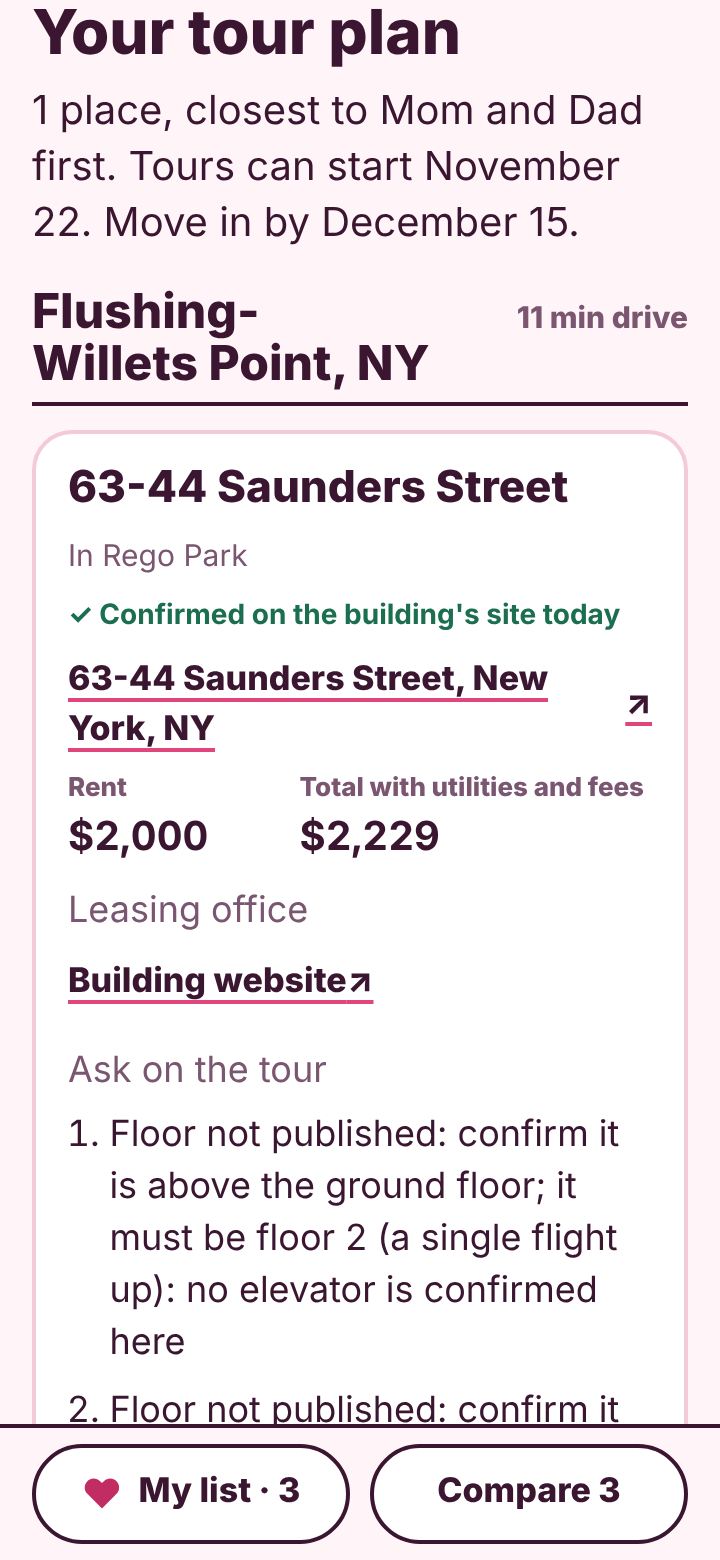 Your tour plan
1 place, closest to Mom and Dad
first. Tours can start November
22. Move in by December 15.
Flushing-
Willets Point, NY
11 min drive
63-44 Saunders Street
In Rego Park
✓ Confirmed on the building's site today
63-44 Saunders Street, New
York, NY
↗
Rent
Total with utilities and fees
$2,000
$2,229
Leasing office
Building website↗
Ask on the tour
1. Floor not published: confirm it
is above the ground floor; it
must be floor 2 (a single flight
up): no elevator is confirmed
here
2. Floor not published: confirm it
My list · 3
Compare 3